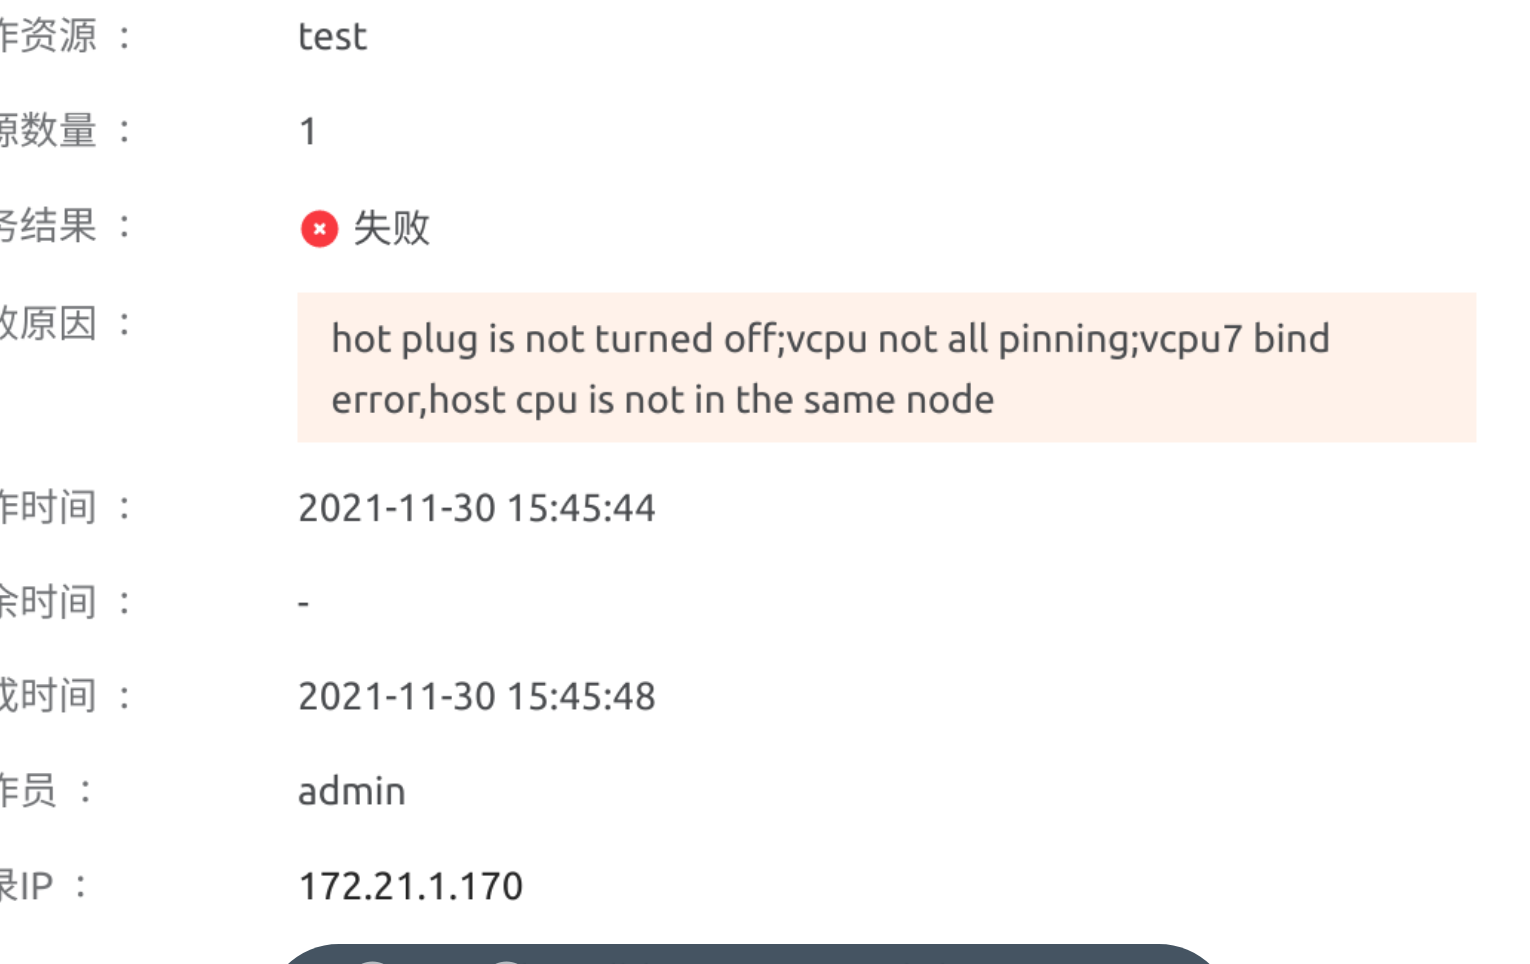 作资源 : test
源数量 : 1
务结果 : 失败
败原因 : hot plug is not turned off;vcpu not all pinning;vcpu7 bind
error,host cpu is not in the same node
作时间 : 2021-11-30 15:45:44
余时间 : -
成时间 : 2021-11-30 15:45:48
作员 : admin
录IP : 172.21.1.170